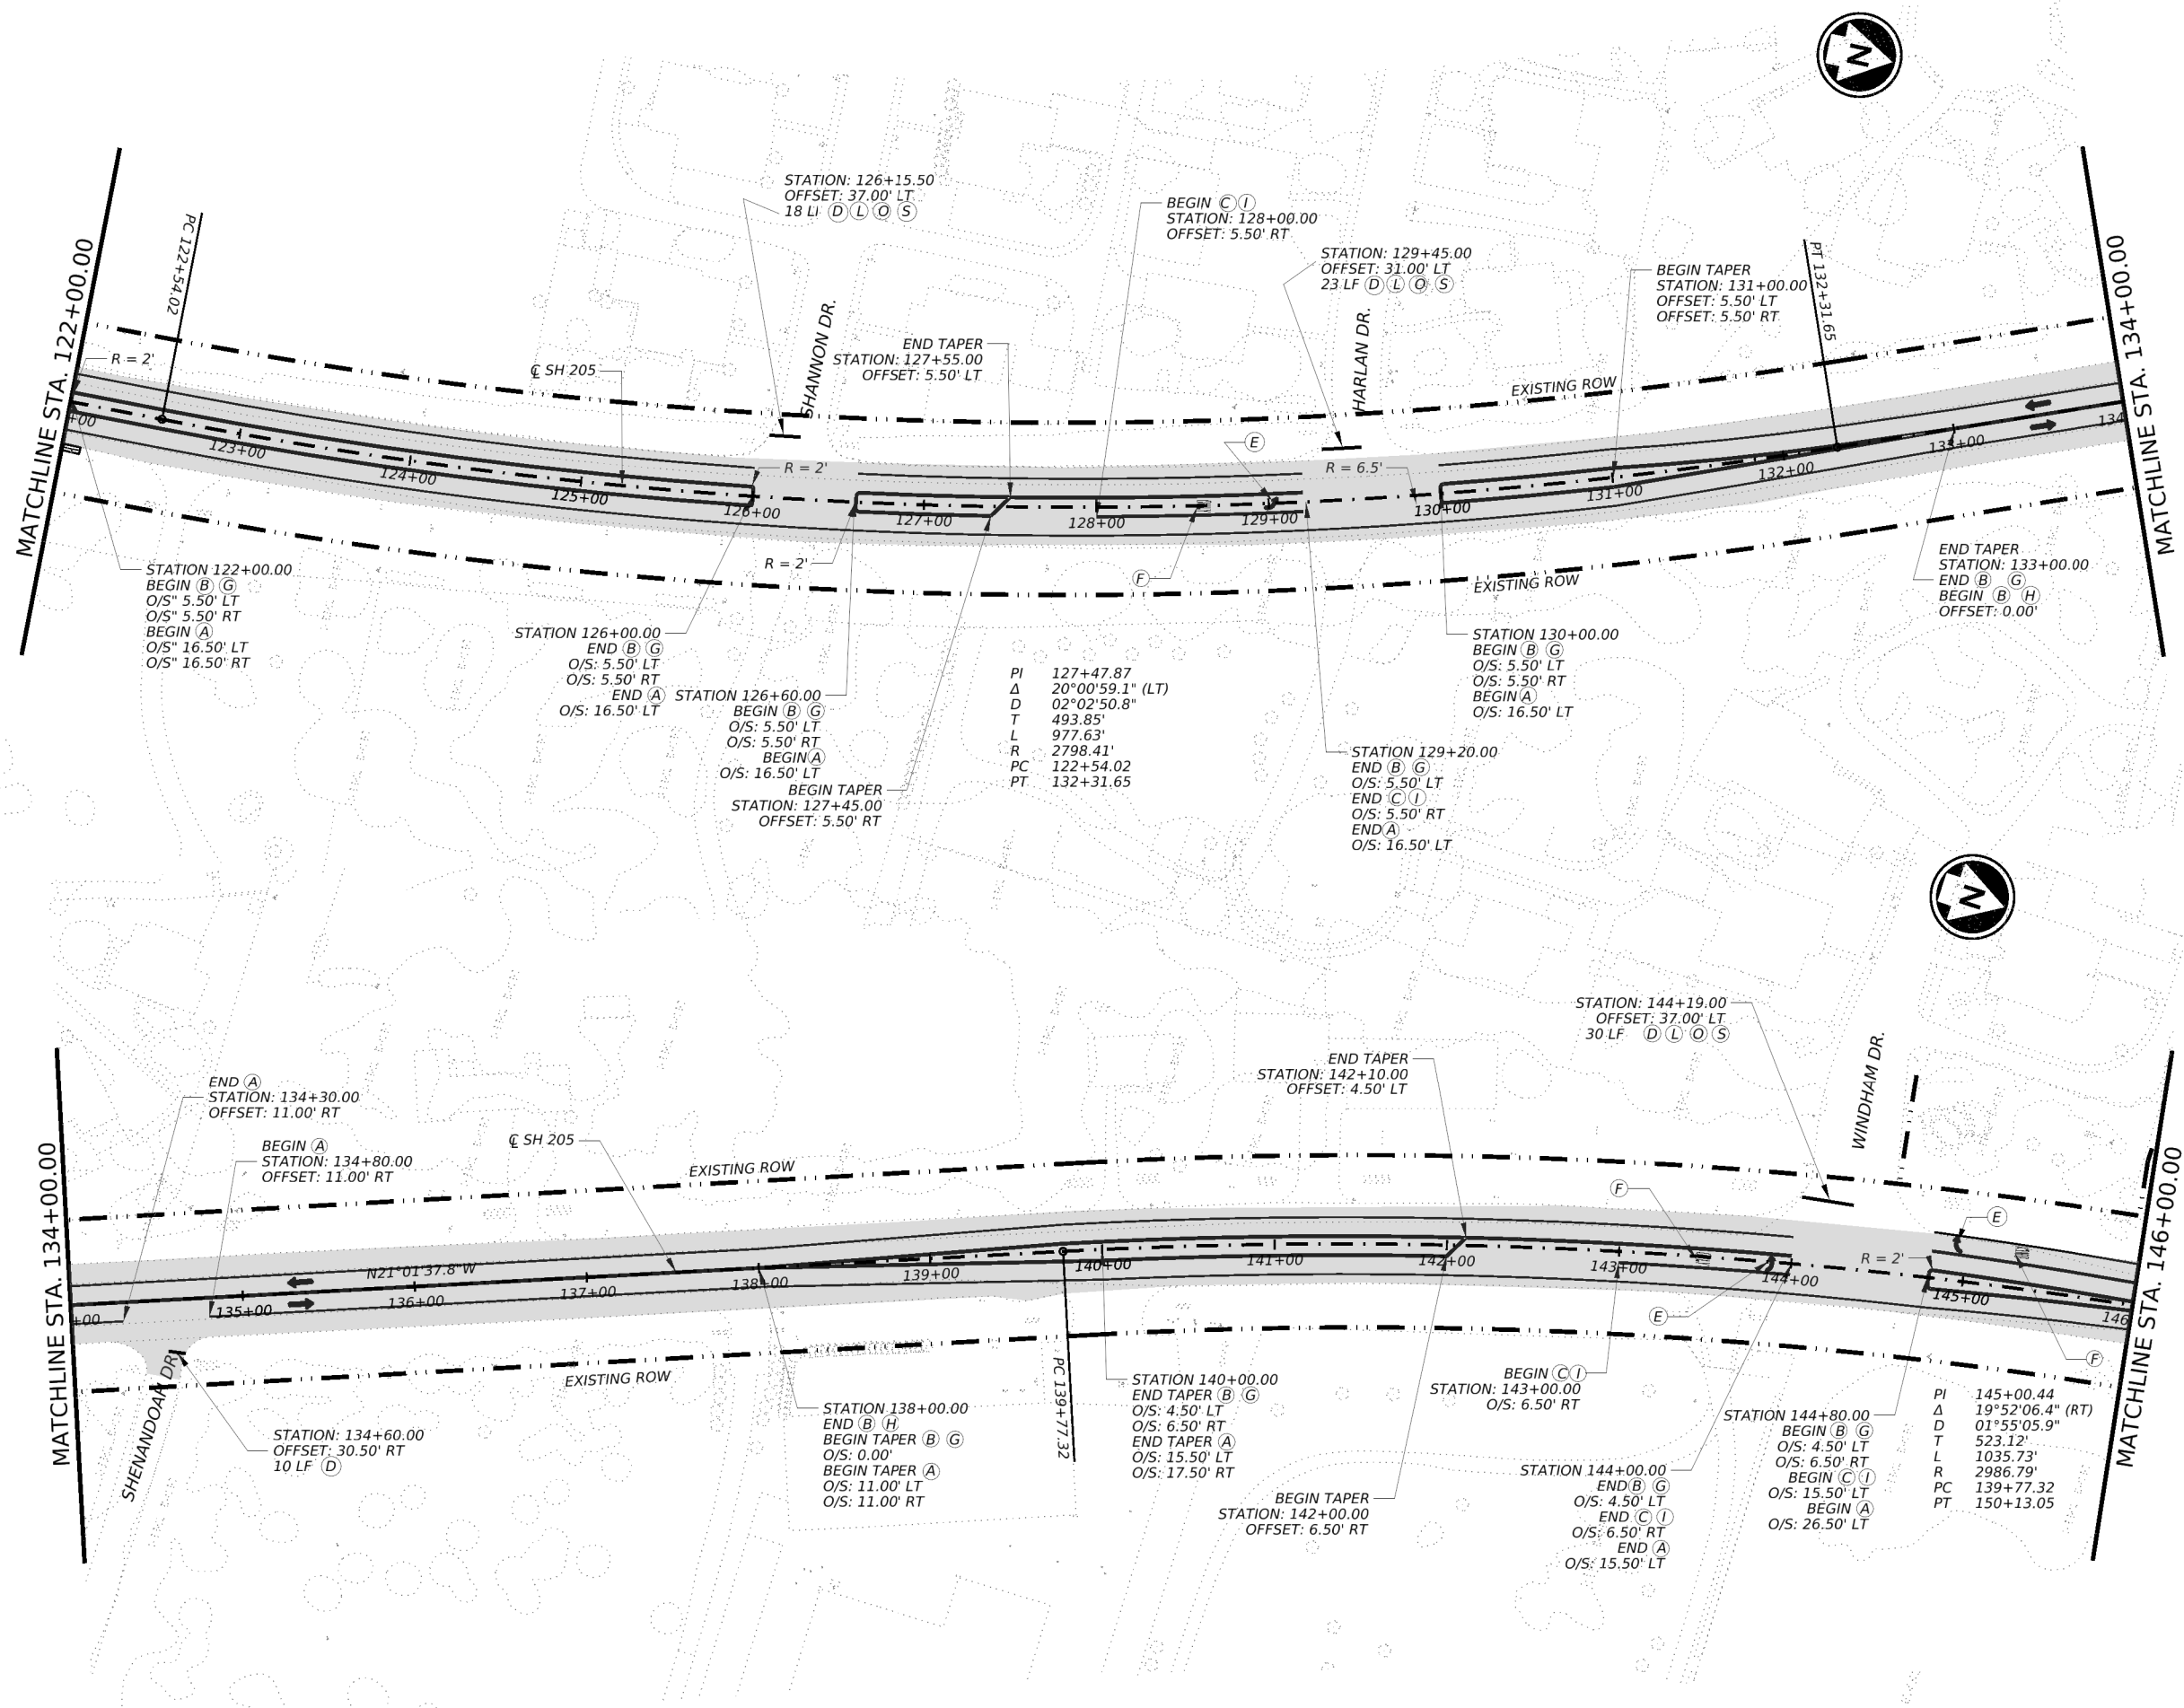 N
MATCHLINE STA. 122+00.00
PC 122+54.02
R = 2'
STATION: 126+15.50
OFFSET: 37.00' LT
18 LF D L O S
SHANNON DR.
BEGIN C I
STATION: 128+00.00
OFFSET: 5.50' RT
STATION: 129+45.00
OFFSET: 31.00' LT
23 LF D L O S
HARLAN DR.
BEGIN TAPER
STATION: 131+00.00
OFFSET: 5.50' LT
OFFSET: 5.50' RT
PT 132+31.65
MATCHLINE STA. 134+00.00
END TAPER
STATION: 127+55.00
OFFSET: 5.50' LT
℄ SH 205
EXISTING ROW
E
R = 2'
R = 6.5'
+00
123+00
124+00
125+00
126+00
127+00
128+00
129+00
130+00
131+00
132+00
133+00
134
R = 2'
F
EXISTING ROW
STATION 122+00.00
BEGIN B G
O/S" 5.50' LT
O/S" 5.50' RT
BEGIN A
O/S" 16.50' LT
O/S" 16.50' RT
STATION 126+00.00
END B G
O/S: 5.50' LT
O/S: 5.50' RT
END A
O/S: 16.50' LT
STATION 126+60.00
BEGIN B G
O/S: 5.50' LT
O/S: 5.50' RT
BEGIN A
O/S: 16.50' LT
BEGIN TAPER
STATION: 127+45.00
OFFSET: 5.50' RT
PI 127+47.87
Δ 20°00'59.1" (LT)
D 02°02'50.8"
T 493.85'
L 977.63'
R 2798.41'
PC 122+54.02
PT 132+31.65
STATION 129+20.00
END B G
O/S: 5.50' LT
END C I
O/S: 5.50' RT
END A
O/S: 16.50' LT
STATION 130+00.00
BEGIN B G
O/S: 5.50' LT
O/S: 5.50' RT
BEGIN A
O/S: 16.50' LT
END TAPER
STATION: 133+00.00
END B G
BEGIN B H
OFFSET: 0.00'
N
MATCHLINE STA. 134+00.00
END A
STATION: 134+30.00
OFFSET: 11.00' RT
BEGIN A
STATION: 134+80.00
OFFSET: 11.00' RT
℄ SH 205
EXISTING ROW
END TAPER
STATION: 142+10.00
OFFSET: 4.50' LT
STATION: 144+19.00
OFFSET: 37.00' LT
30 LF D L O S
WINDHAM DR.
MATCHLINE STA. 146+00.00
F
E
R = 2'
N21°01'37.8"W
+00
135+00
136+00
137+00
138+00
139+00
140+00
141+00
142+00
143+00
144+00
145+00
146
E
F
SHENANDOAH DR.
EXISTING ROW
PC 139+77.32
STATION: 134+60.00
OFFSET: 30.50' RT
10 LF D
STATION 138+00.00
END B H
BEGIN TAPER B G
O/S: 0.00'
BEGIN TAPER A
O/S: 11.00' LT
O/S: 11.00' RT
STATION 140+00.00
END TAPER B G
O/S: 4.50' LT
O/S: 6.50' RT
END TAPER A
O/S: 15.50' LT
O/S: 17.50' RT
BEGIN TAPER
STATION: 142+00.00
OFFSET: 6.50' RT
BEGIN C I
STATION: 143+00.00
O/S: 6.50' RT
STATION 144+00.00
END B G
O/S: 4.50' LT
END C I
O/S: 6.50' RT
END A
O/S: 15.50' LT
STATION 144+80.00
BEGIN B G
O/S: 4.50' LT
O/S: 6.50' RT
BEGIN C I
O/S: 15.50' LT
BEGIN A
O/S: 26.50' LT
PI 145+00.44
Δ 19°52'06.4" (RT)
D 01°55'05.9"
T 523.12'
L 1035.73'
R 2986.79'
PC 139+77.32
PT 150+13.05